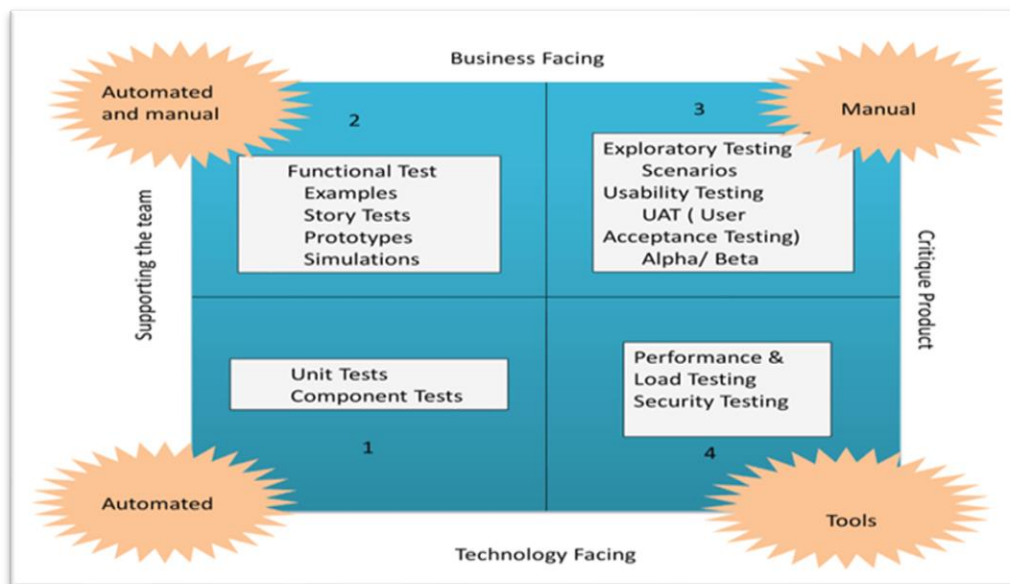 Business Facing
Automated
and manual
2
Functional Test
Examples
Story Tests
Prototypes
Simulations
3
Manual
Exploratory Testing
Scenarios
Usability Testing
UAT ( User
Acceptance Testing)
Alpha/ Beta
Supporting the team
Critique Product
Unit Tests
Component Tests
1
Automated
Performance &
Load Testing
Security Testing
4
Tools
Technology Facing